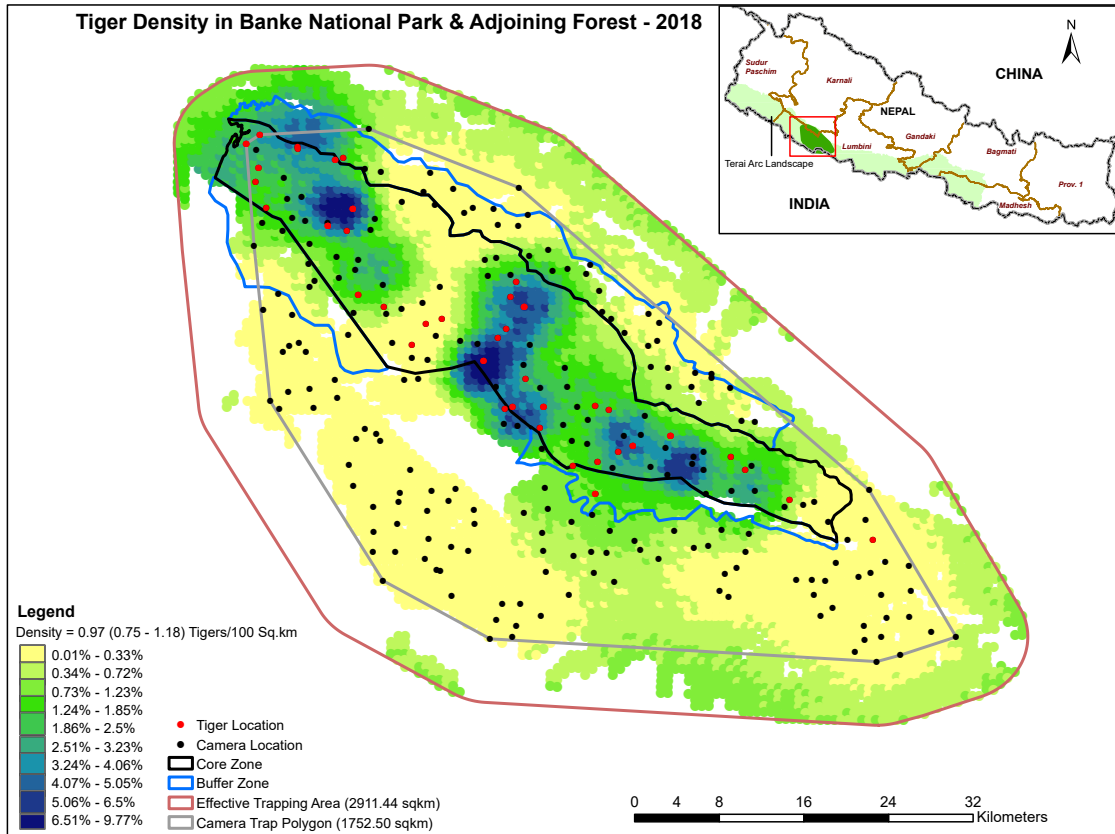 Tiger Density in Banke National Park & Adjoining Forest - 2018
N
Sudur
Paschim
Karnali
CHINA
NEPAL
Gandaki
Lumbini
Bagmati
Terai Arc Landscape
Prov. 1
INDIA
Madhesh
Legend
Density = 0.97 (0.75 - 1.18) Tigers/100 Sq.km
0.01% - 0.33%
0.34% - 0.72%
0.73% - 1.23%
1.24% - 1.85%
1.86% - 2.5%
2.51% - 3.23%
3.24% - 4.06%
4.07% - 5.05%
5.06% - 6.5%
6.51% - 9.77%
Tiger Location
Camera Location
Core Zone
Buffer Zone
Effective Trapping Area (2911.44 sqkm)
Camera Trap Polygon (1752.50 sqkm)
0 4 8 16 24 32
Kilometers